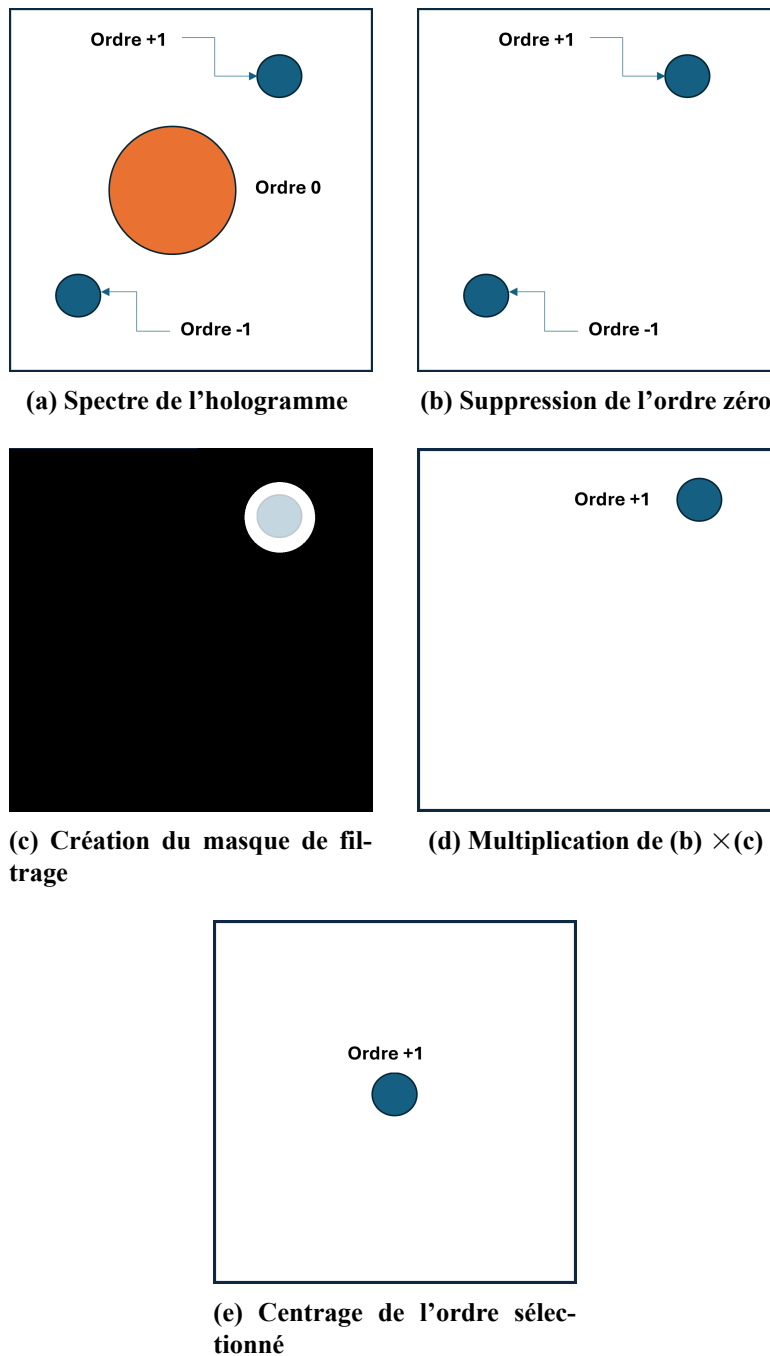 Ordre +1
Ordre 0
Ordre -1
(a) Spectre de l’hologramme
Ordre +1
Ordre -1
(b) Suppression de l’ordre zéro
(c) Création du masque de fil-
trage
Ordre +1
(d) Multiplication de (b) ×(c)
Ordre +1
(e) Centrage de l’ordre sélec-
tionné